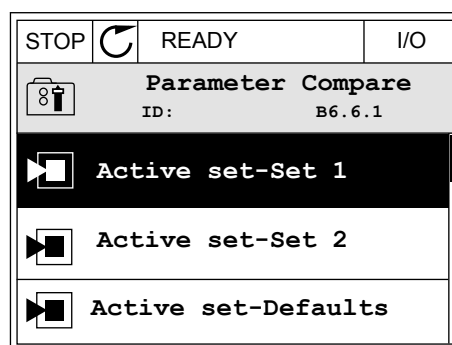 STOP READY I/O
Parameter Compare
ID: B6.6.1
Active set-Set 1
Active set-Set 2
Active set-Defaults